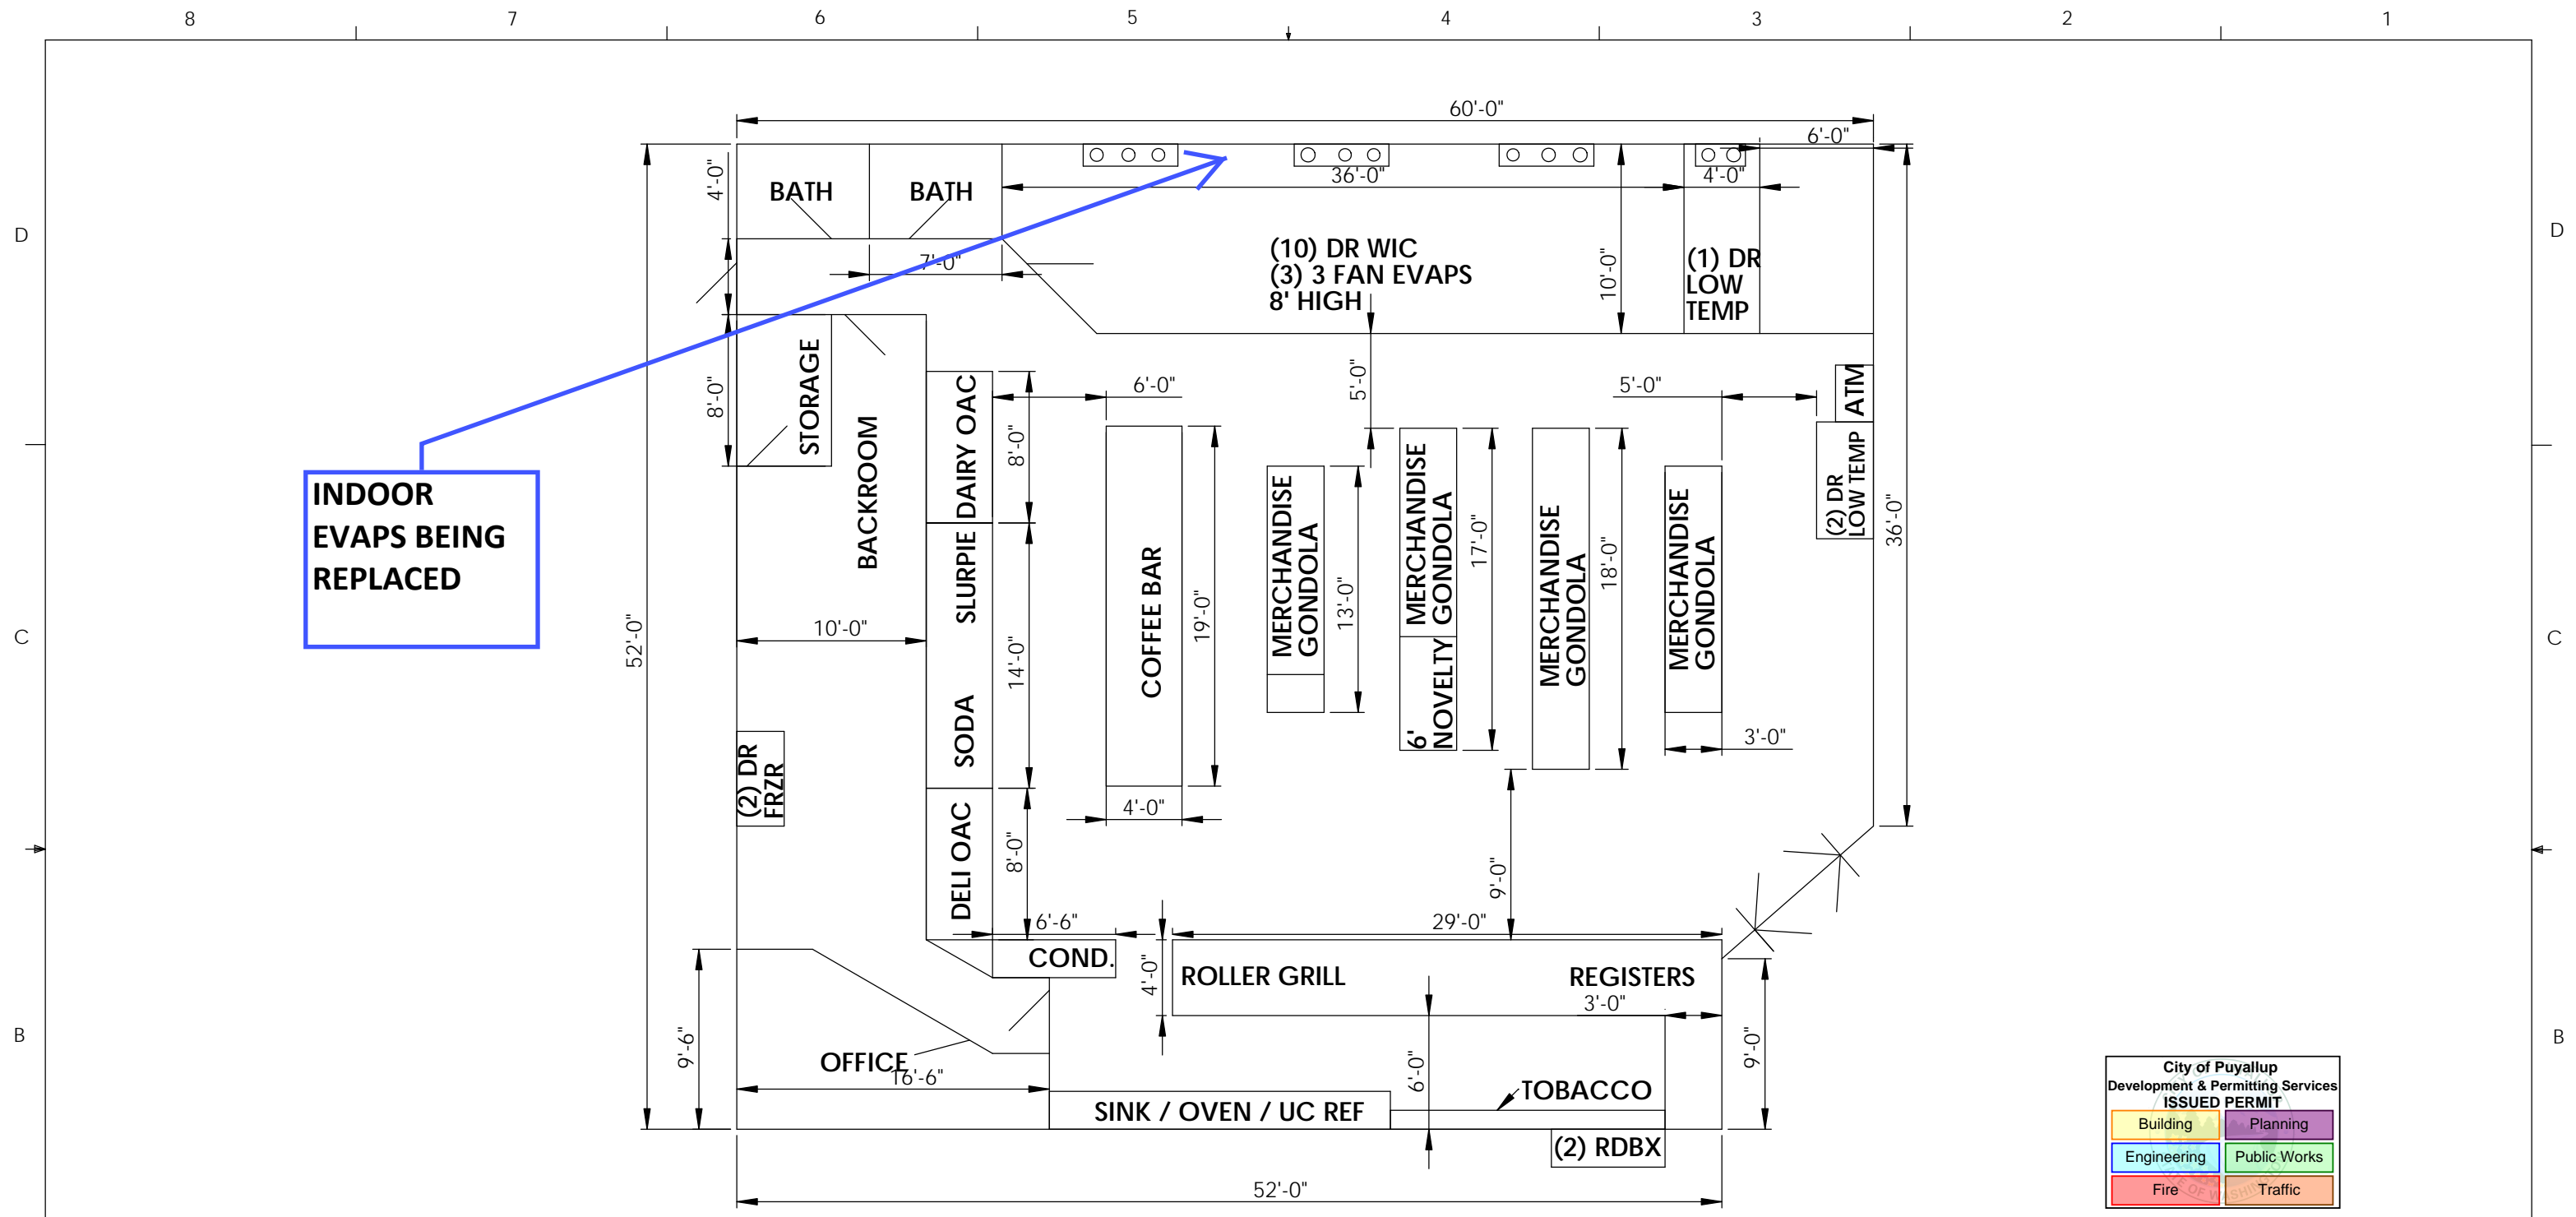 8 7 6 5 4 3 2 1
60'-0"
6'-0"
4'-0"
BATH BATH
36'-0" 4'-0"
D D
7'-0"
(10) DR WIC
(3) 3 FAN EVAPS
8' HIGH
10'-0"
(1) DR
LOW
TEMP
8'-0"
STORAGE
BACKROOM
DAIRY OAC
8'-0"
6'-0"
5'-0"
5'-0"
ATM
(2) DR
LOW TEMP
36'-0"
INDOOR
EVAPS BEING
REPLACED
52'-0"
10'-0"
SLURPIE
SODA
14'-0"
COFFEE BAR
19'-0"
MERCHANDISE
GONDOLA
13'-0"
MERCHANDISE
GONDOLA
6'
NOVELTY
17'-0"
MERCHANDISE
GONDOLA
18'-0"
MERCHANDISE
GONDOLA
3'-0"
C C
(2) DR
FRZR
DELI OAC
8'-0"
4'-0"
9'-0"
6'-6"
29'-0"
COND.
4'-0"
ROLLER GRILL
REGISTERS
3'-0"
B B
9'-6"
OFFICE
16'-6"
6'-0"
9'-0"
TOBACCO
SINK / OVEN / UC REF
(2) RDBX
52'-0"
City of Puyallup
Development & Permitting Services
ISSUED PERMIT
Building Planning
Engineering Public Works
Fire Traffic